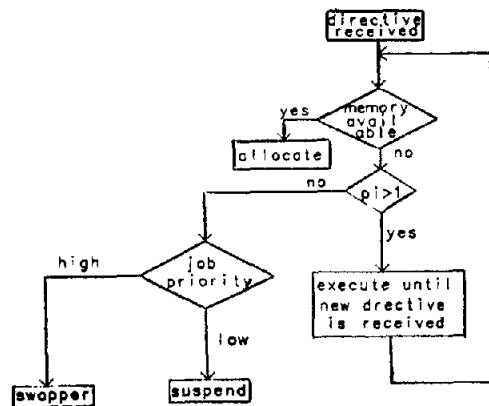 directive
received
yes
memory
avail
able
allocate
no
no
pi>1
yes
high
job
priority
execute until
new drective
is received
low
swapper
suspend